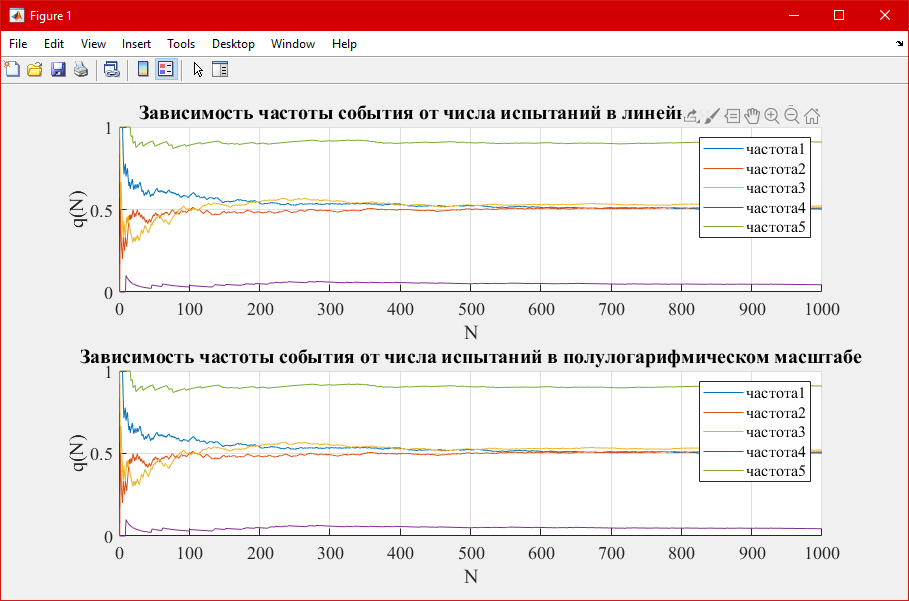 Figure 1
File Edit View Insert Tools Desktop Window Help
Зависимость частоты события от числа испытаний в
1
0.5
0
q(N)
частота1
частота2
частота3
частота4
частота5
0 100 200 300 400 500 600 700 800 900 1000
N
Зависимость частоты события от числа испытаний в полулогарифмическом масштабе
1
0.5
0
q(N)
частота1
частота2
частота3
частота4
частота5
0 100 200 300 400 500 600 700 800 900 1000
N